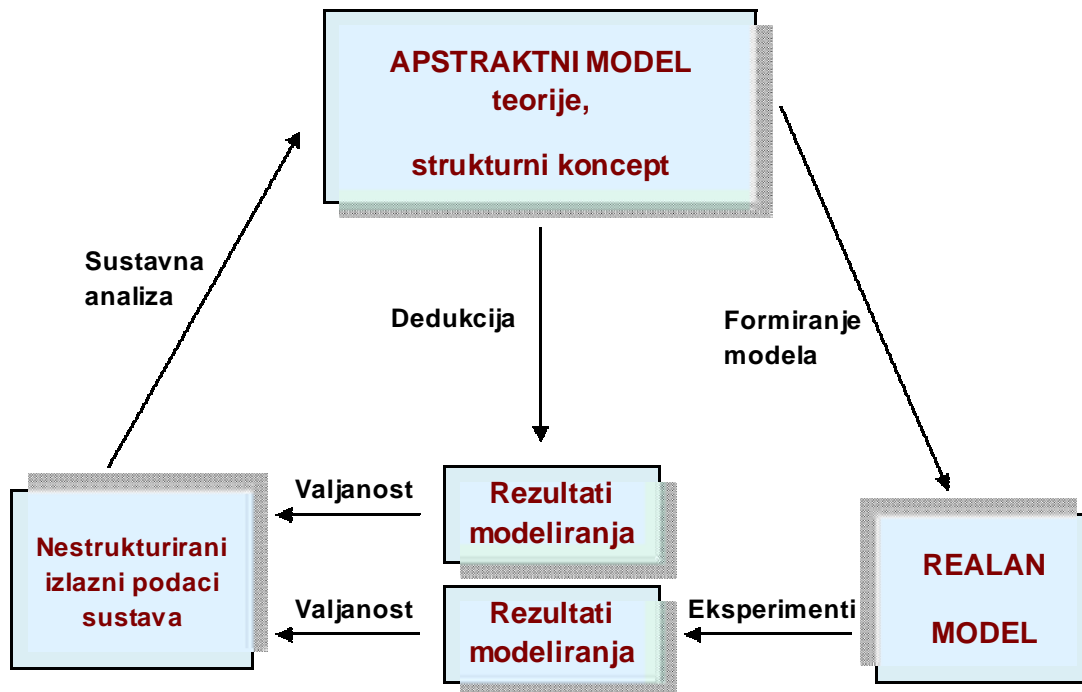 APSTRAKTNI MODEL
teorije,
strukturni koncept
Sustavna
analiza
Dedukcija
Formiranje
modela
Valjanost
Rezultati
modeliranja
Nestrukturirani
izlazni podaci
sustava
Valjanost
Rezultati
modeliranja
Eksperimenti
REALAN
MODEL